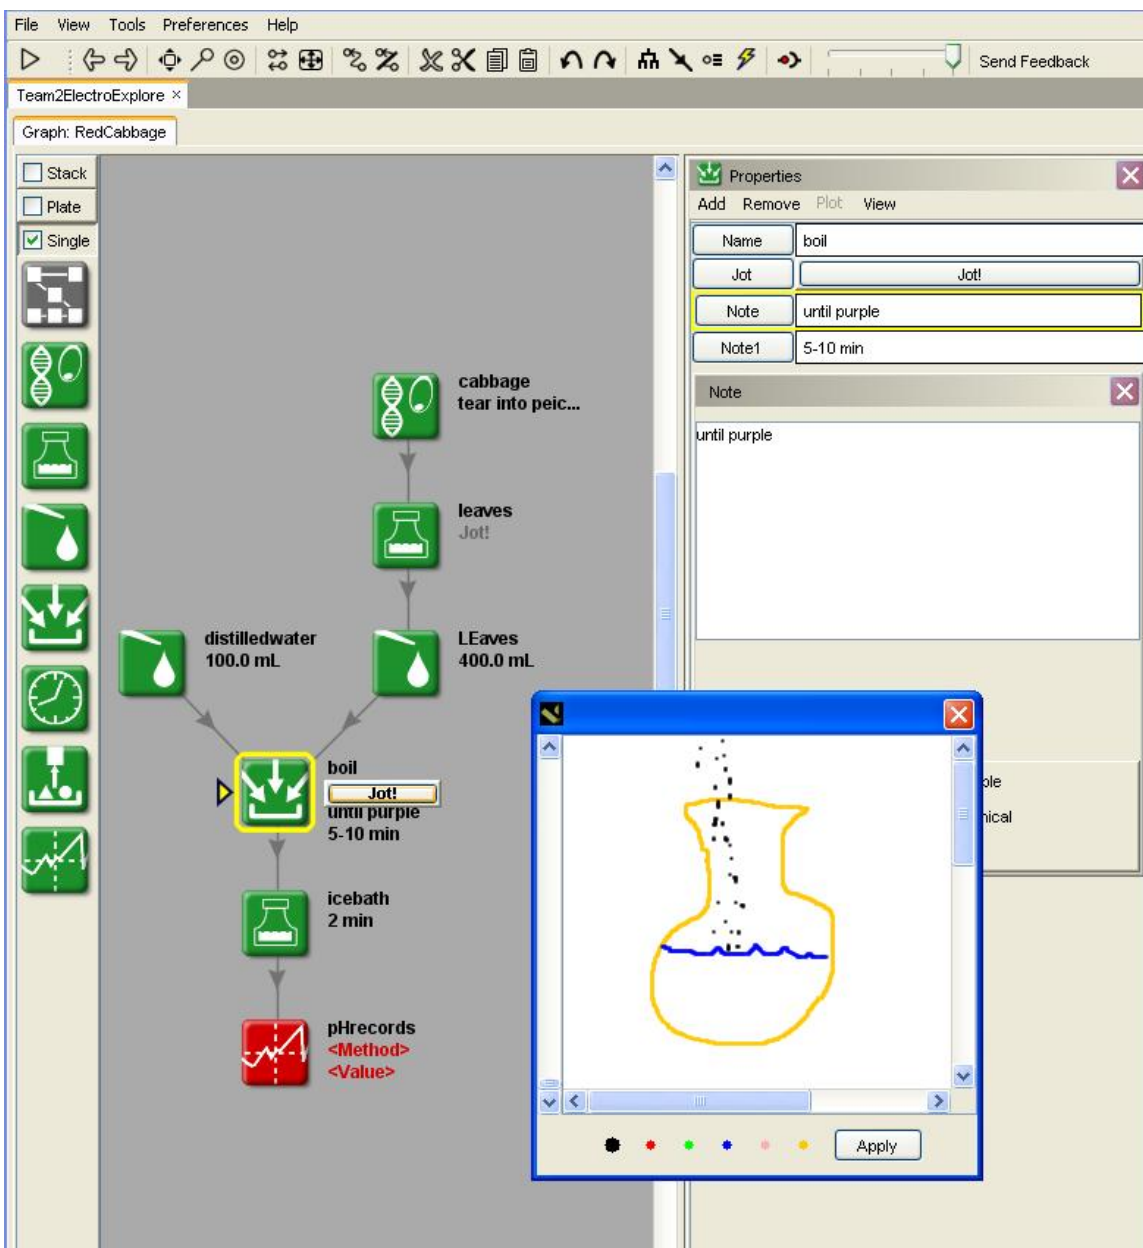 File View Tools Preferences Help
Send Feedback
Team2ElectroExplore ×
Graph: RedCabbage
Stack
Plate
Single
cabbage
tear into peic...
leaves
Jot!
distilledwater
100.0 mL
LEaves
400.0 mL
boil
Jot!
until purple
5-10 min
icebath
2 min
pHrecords
<Method>
<Value>
Properties
Add Remove Plot View
Name boil
Jot Jot!
Note until purple
Note1 5-10 min
Note
until purple
Apply